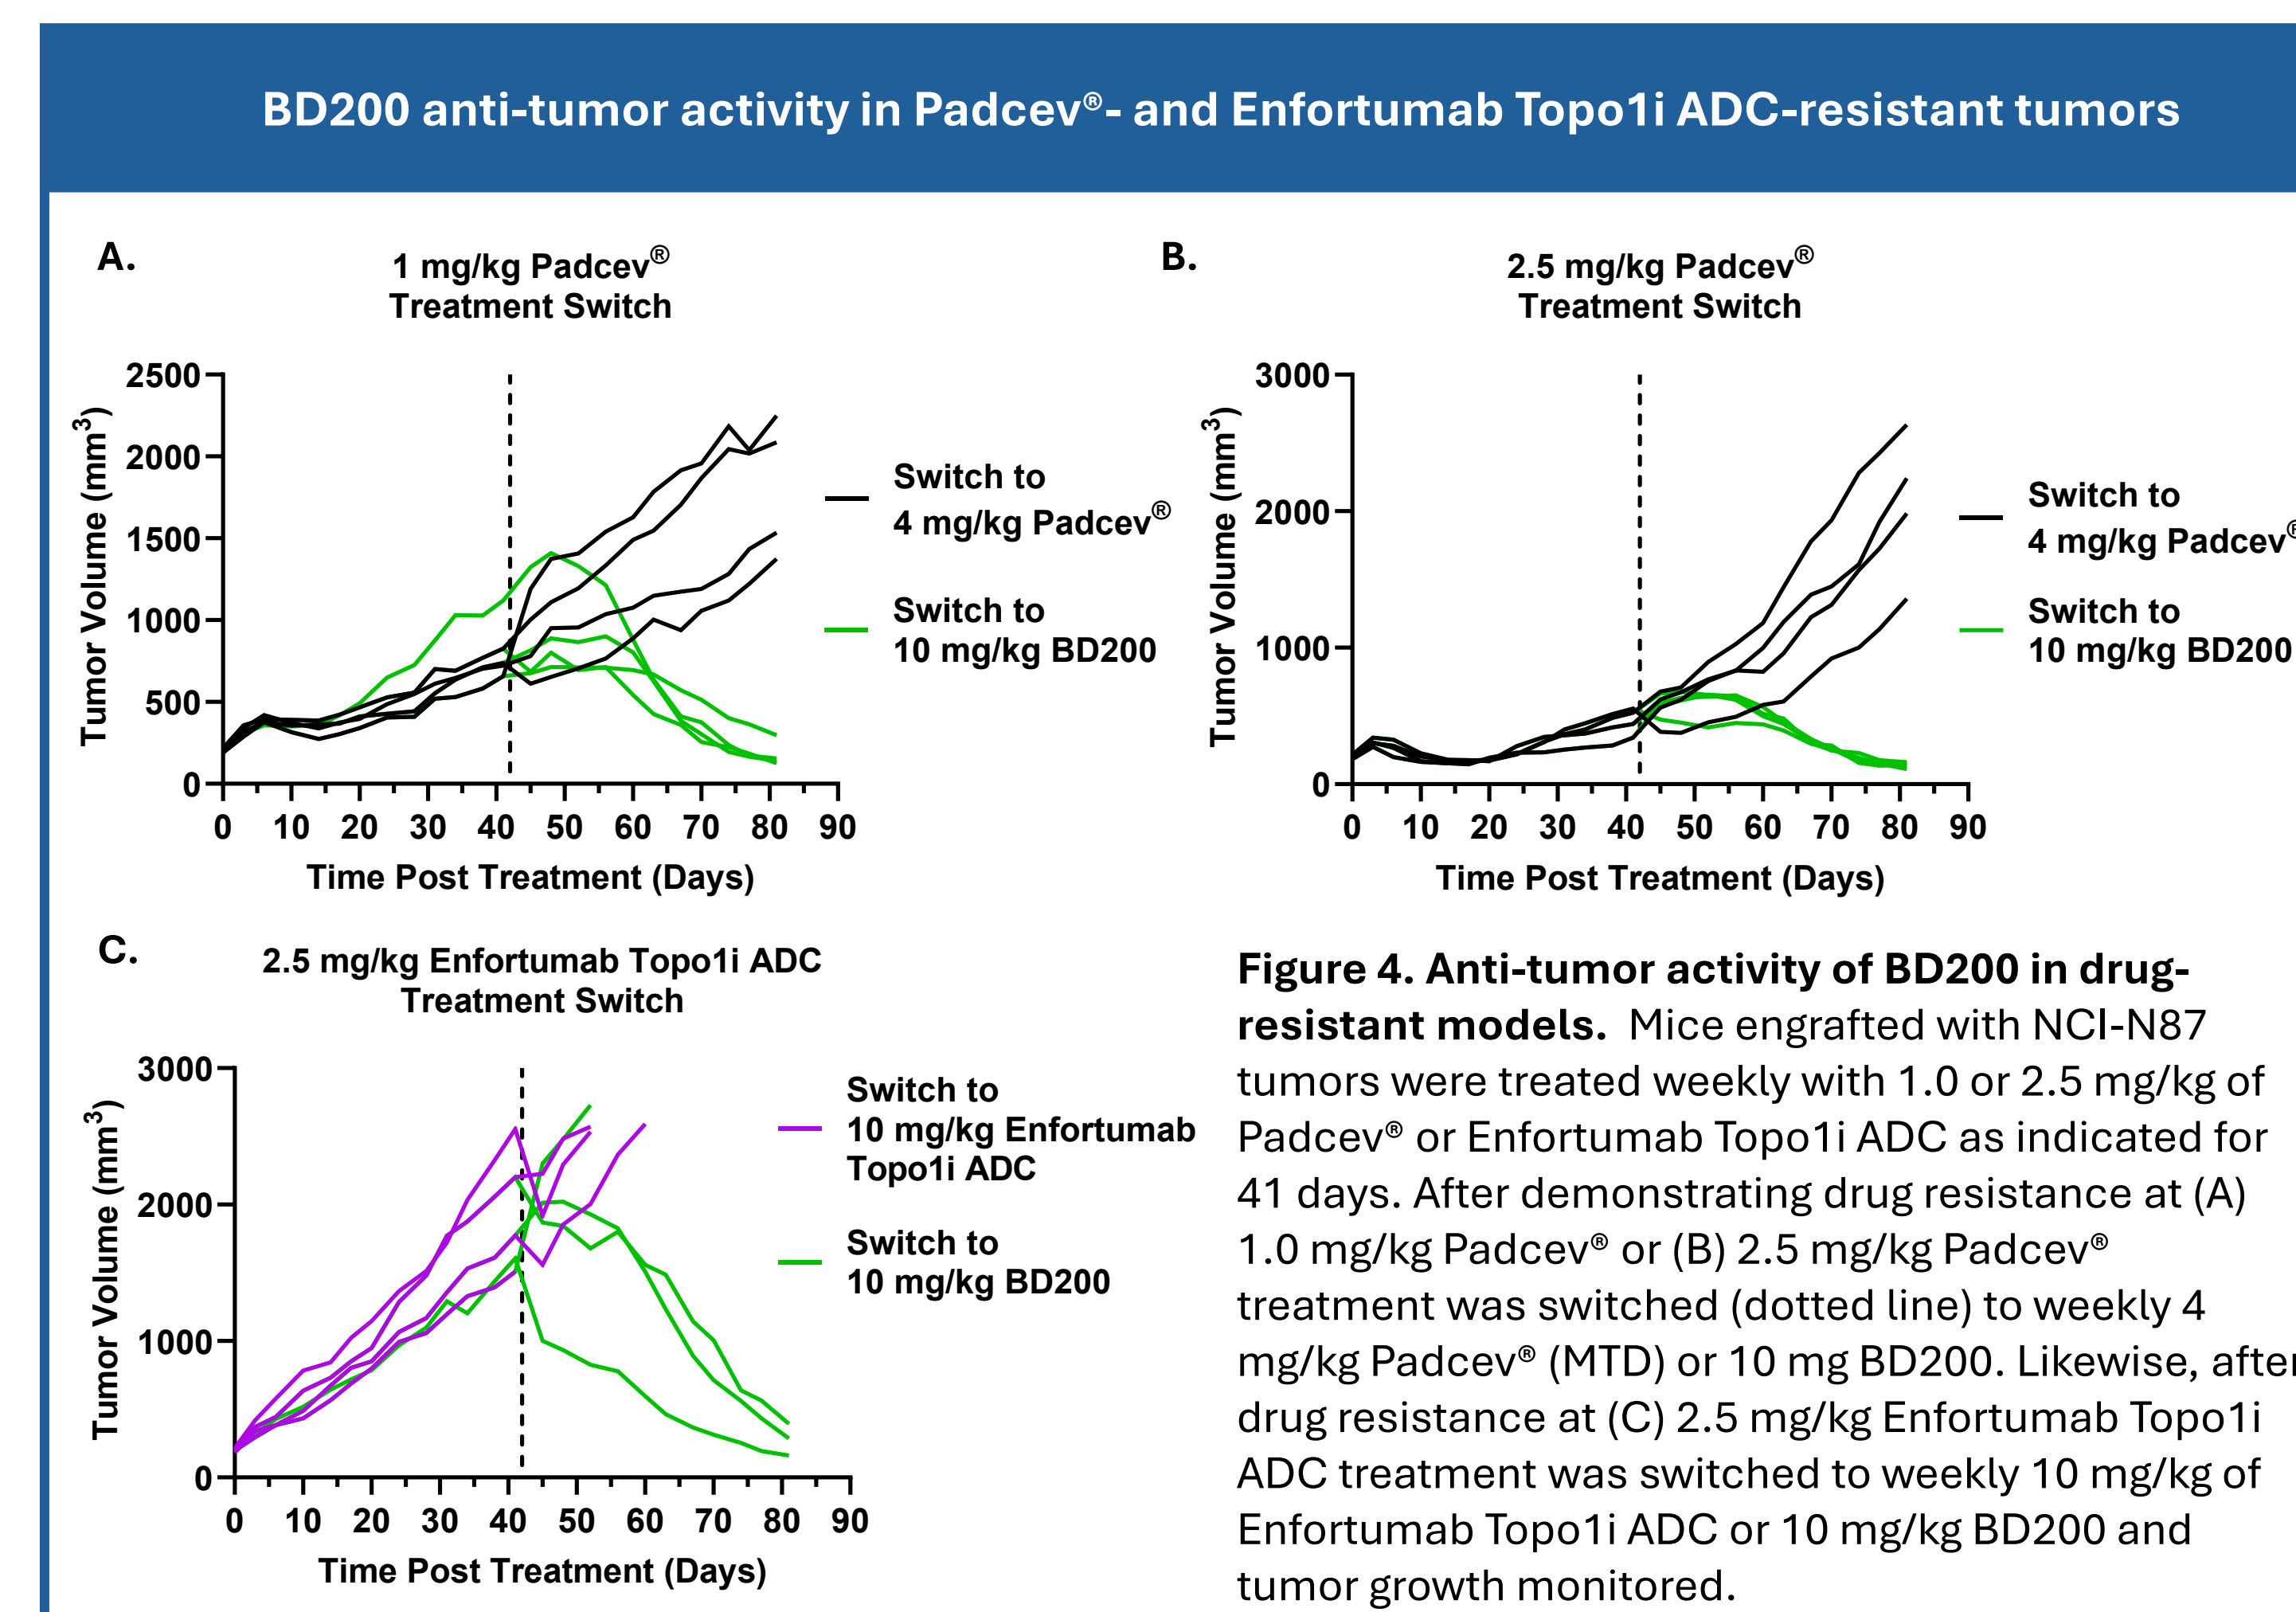 BD200 anti-tumor activity in Padcev®- and Enfortumab Topo1i ADC-resistant tumors
A.
1 mg/kg Padcev®
Treatment Switch
Tumor Volume (mm³)
2500
2000
1500
1000
500
0
0 10 20 30 40 50 60 70 80 90
Time Post Treatment (Days)
Switch to
4 mg/kg Padcev®
Switch to
10 mg/kg BD200
B.
2.5 mg/kg Padcev®
Treatment Switch
Tumor Volume (mm³)
3000
2000
1000
0
0 10 20 30 40 50 60 70 80 90
Time Post Treatment (Days)
Switch to
4 mg/kg Padcev®
Switch to
10 mg/kg BD200
C.
2.5 mg/kg Enfortumab Topo1i ADC
Treatment Switch
Tumor Volume (mm³)
3000
2000
1000
0
0 10 20 30 40 50 60 70 80 90
Time Post Treatment (Days)
Switch to
10 mg/kg Enfortumab
Topo1i ADC
Switch to
10 mg/kg BD200
Figure 4. Anti-tumor activity of BD200 in drug-
resistant models. Mice engrafted with NCl-N87
tumors were treated weekly with 1.0 or 2.5 mg/kg of
Padcev® or Enfortumab Topo1i ADC as indicated for
41 days. After demonstrating drug resistance at (A)
1.0 mg/kg Padcev® or (B) 2.5 mg/kg Padcev®
treatment was switched (dotted line) to weekly 4
mg/kg Padcev® (MTD) or 10 mg BD200. Likewise, after
drug resistance at (C) 2.5 mg/kg Enfortumab Topo1i
ADC treatment was switched to weekly 10 mg/kg of
Enfortumab Topo1i ADC or 10 mg/kg BD200 and
tumor growth monitored.